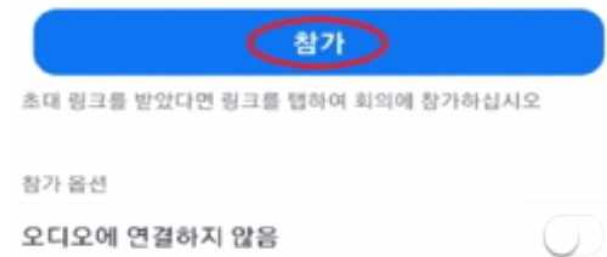 참가
초대 링크를 받았다면 링크를 탭하여 회의에 참가하십시오
참가 옵션
오디오에 연결하지 않음